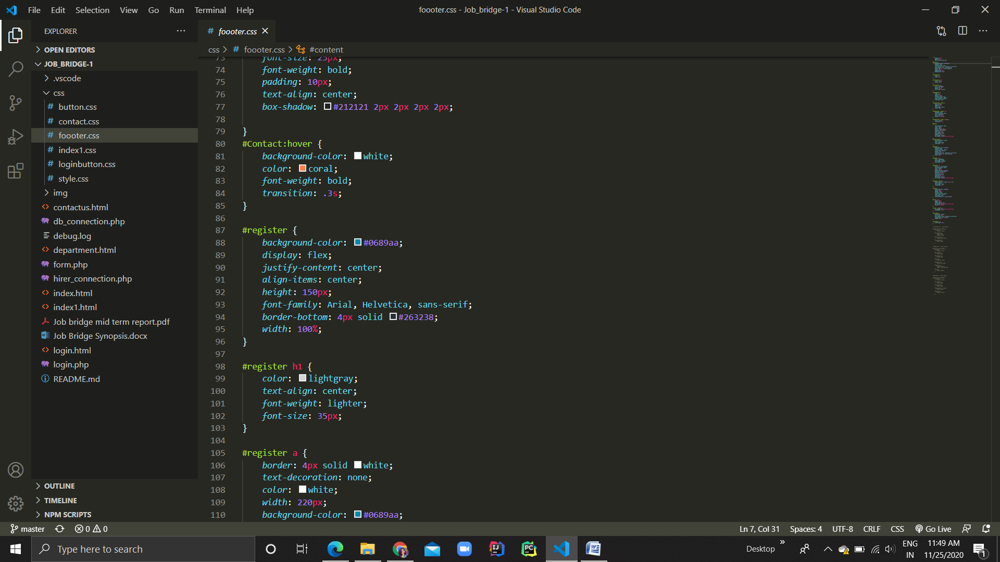 File Edit Selection View Go Run Terminal Help
foooter.css - Job_bridge-1 - Visual Studio Code
EXPLORER
OPEN EDITORS
JOB_BRIDGE-1
.vscode
css
button.css
contact.css
foooter.css
index1.css
loginbutton.css
style.css
img
contactus.html
db_connection.php
debug.log
department.html
form.php
hirer_connection.php
index.html
index1.html
Job bridge mid term report.pdf
Job Bridge Synopsis.docx
login.html
login.php
README.md
OUTLINE
TIMELINE
NPM SCRIPTS
# foooter.css
css > # foooter.css > #content
73 font-size: 25px;
74 font-weight: bold;
75 padding: 10px;
76 text-align: center;
77 box-shadow: #212121 2px 2px 2px 2px;
78
79 }
80 #Contact:hover {
81 background-color: white;
82 color: coral;
83 font-weight: bold;
84 transition: .3s;
85 }
86
87 #register {
88 background-color: #0689aa;
89 display: flex;
90 justify-content: center;
91 align-items: center;
92 height: 150px;
93 font-family: Arial, Helvetica, sans-serif;
94 border-bottom: 4px solid #263238;
95 width: 100%;
96 }
97
98 #register h1 {
99 color: lightgray;
100 text-align: center;
101 font-weight: lighter;
102 font-size: 35px;
103 }
104
105 #register a {
106 border: 4px solid white;
107 text-decoration: none;
108 color: white;
109 width: 220px;
110 background-color: #0689aa;
master 0 0
Ln 7, Col 31 Spaces: 4 UTF-8 CRLF CSS Go Live
Type here to search
Desktop
ENG
IN
11:49 AM
11/25/2020
1